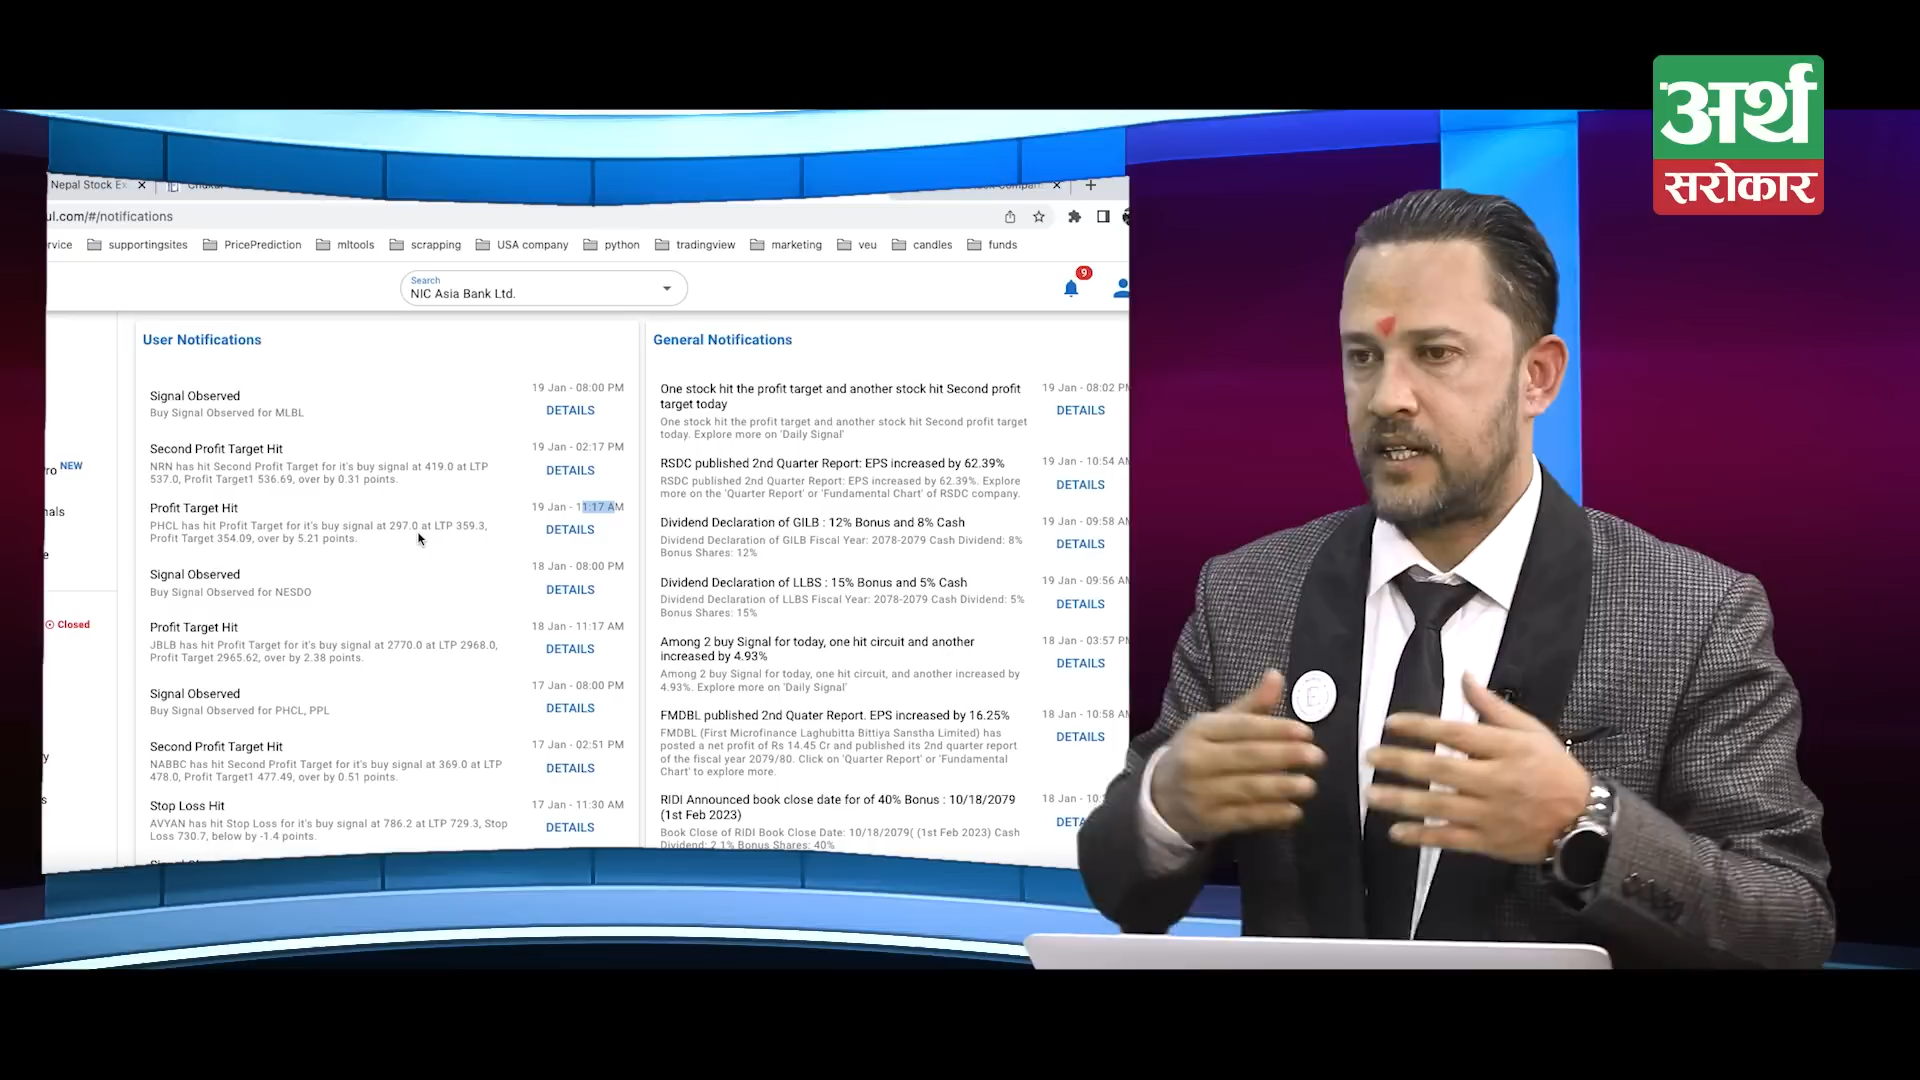 अर्थ
सरोकार
Nepal Stock Ex
ul.com/#/notifications
rvice supportingsites PricePrediction mltools scrapping USA company python tradingview marketing veu candles funds
Search
NIC Asia Bank Ltd.
9
NEW
Closed
User Notifications
Signal Observed
19 Jan - 08:00 PM
Buy Signal Observed for MLBL
DETAILS
Second Profit Target Hit
19 Jan - 02:17 PM
NRN has hit Second Profit Target for it's buy signal at 419.0 at LTP
537.0, Profit Target1 536.69, over by 0.31 points.
DETAILS
Profit Target Hit
19 Jan - 11:17 AM
PHCL has hit Profit Target for it's buy signal at 297.0 at LTP 359.3,
Profit Target 354.09, over by 5.21 points.
DETAILS
Signal Observed
18 Jan - 08:00 PM
Buy Signal Observed for NESDO
DETAILS
Profit Target Hit
18 Jan - 11:17 AM
JBLB has hit Profit Target for it's buy signal at 2770.0 at LTP 2968.0,
Profit Target 2965.62, over by 2.38 points.
DETAILS
Signal Observed
17 Jan - 08:00 PM
Buy Signal Observed for PHCL, PPL
DETAILS
Second Profit Target Hit
17 Jan - 02:51 PM
NABBC has hit Second Profit Target for it's buy signal at 369.0 at LTP
478.0, Profit Target1 477.49, over by 0.51 points.
DETAILS
Stop Loss Hit
17 Jan - 11:30 AM
AVYAN has hit Stop Loss for it's buy signal at 786.2 at LTP 729.3, Stop
Loss 730.7, below by -1.4 points.
DETAILS
General Notifications
One stock hit the profit target and another stock hit Second profit
target today
19 Jan - 08:02 PM
One stock hit the profit target and another stock hit Second profit target
today. Explore more on 'Daily Signal'
DETAILS
RSDC published 2nd Quarter Report: EPS increased by 62.39%
19 Jan - 10:54 AM
RSDC published 2nd Quarter Report: EPS increased by 62.39%. Explore
more on the 'Quarter Report' or 'Fundamental Chart' of RSDC company.
DETAILS
Dividend Declaration of GILB : 12% Bonus and 8% Cash
19 Jan - 09:58 AM
Dividend Declaration of GILB Fiscal Year: 2078-2079 Cash Dividend: 8%
Bonus Shares: 12%
DETAILS
Dividend Declaration of LLBS : 15% Bonus and 5% Cash
19 Jan - 09:56 AM
Dividend Declaration of LLBS Fiscal Year: 2078-2079 Cash Dividend: 5%
Bonus Shares: 15%
DETAILS
Among 2 buy Signal for today, one hit circuit and another
increased by 4.93%
18 Jan - 03:57 PM
Among 2 buy Signal for today, one hit circuit, and another increased by
4.93%. Explore more on 'Daily Signal'
DETAILS
FMDBL published 2nd Quater Report. EPS increased by 16.25%
18 Jan - 10:58 AM
FMDBL (First Microfinance Laghubitta Bittiya Sanstha Limited) has
posted a net profit of Rs 14.45 Cr and published its 2nd quarter report
of the fiscal year 2079/80. Click on 'Quarter Report' or 'Fundamental
Chart' to explore more.
DETAILS
RIDI Announced book close date for of 40% Bonus : 10/18/2079
(1st Feb 2023)
18 Jan
Book Close of RIDI Book Close Date: 10/18/2079( (1st Feb 2023) Cash
Dividend: 2.1% Bonus Shares: 40%